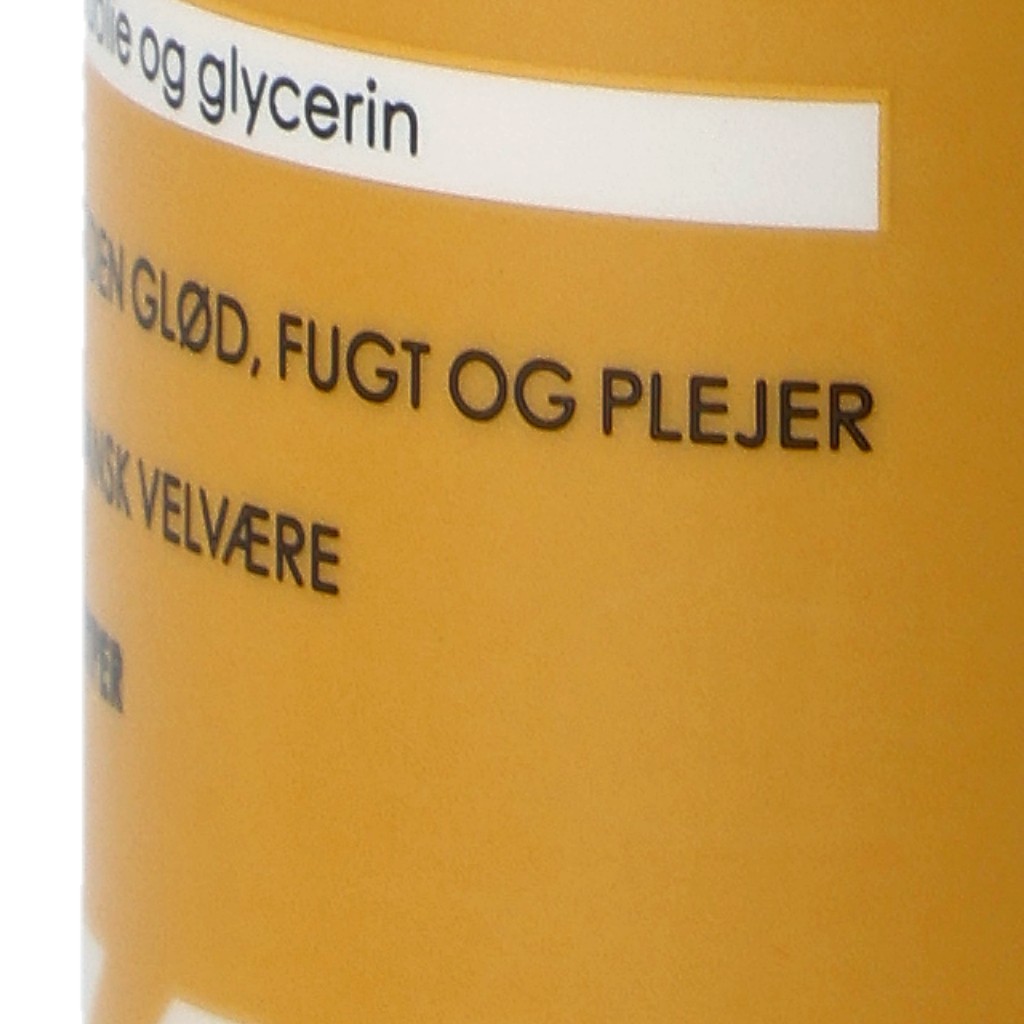 og glycerin
GLØD, FUGT OG PLEJER
VELVÆRE